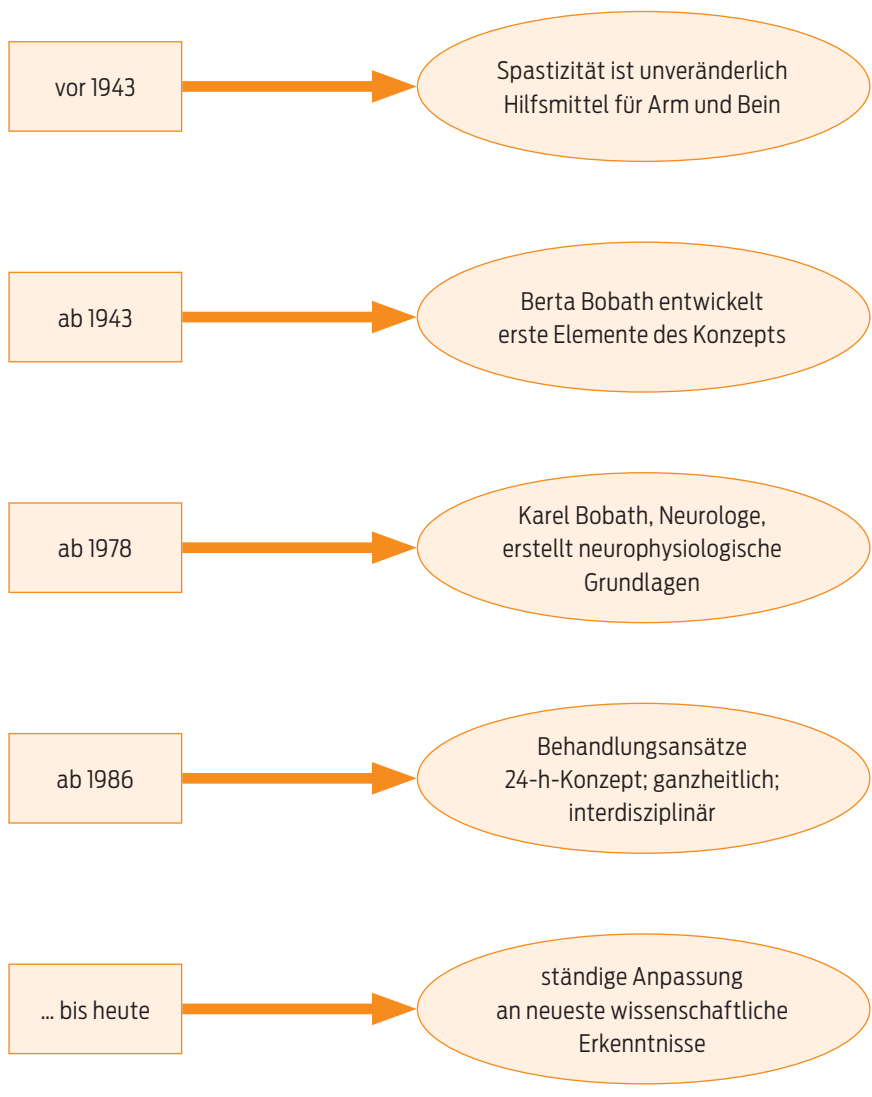 vor 1943
Spastizität ist unveränderlich
Hilfsmittel für Arm und Bein
ab 1943
Berta Bobath entwickelt
erste Elemente des Konzepts
ab 1978
Karel Bobath, Neurologe,
erstellt neurophysiologische
Grundlagen
ab 1986
Behandlungsansätze
24-h-Konzept; ganzheitlich;
interdisziplinär
... bis heute
ständige Anpassung
an neueste wissenschaftliche
Erkenntnisse